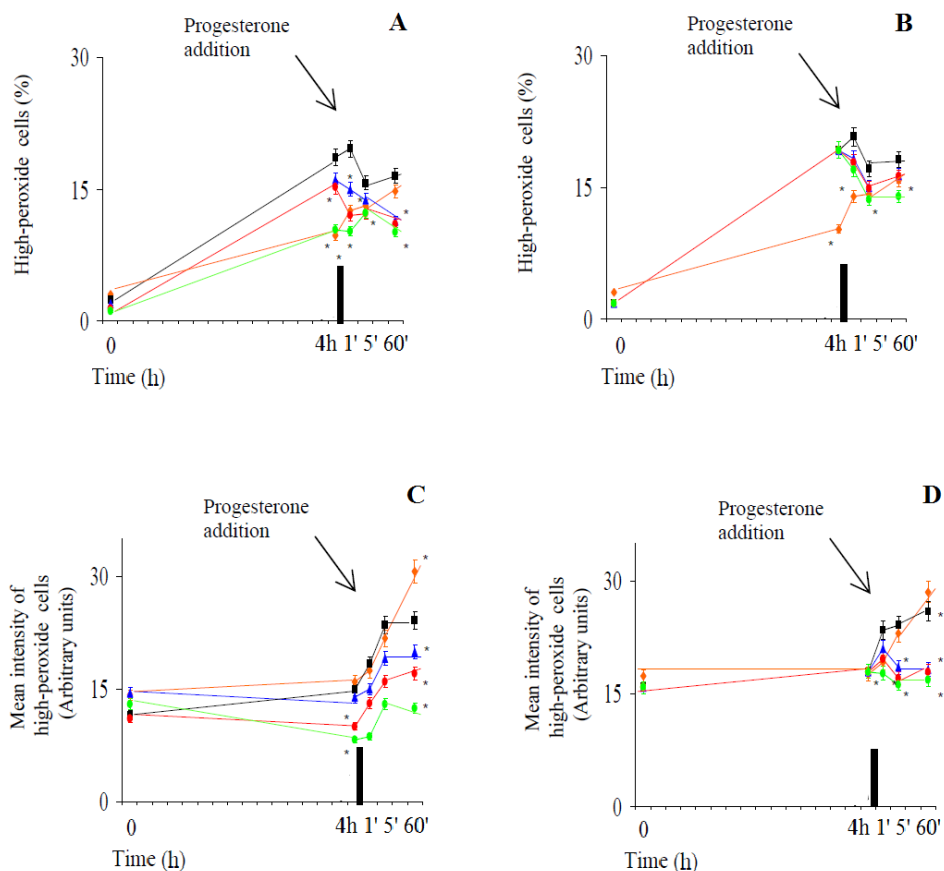 A
Progesterone
addition
High-peroxide cells (%)
30
15
0
0
4h 1' 5' 60'
Time (h)
* * * * * * * *
B
Progesterone
addition
High-peroxide cells (%)
30
15
0
0
4h 1' 5' 60'
Time (h)
* * * *
C
Progesterone
addition
Mean intensity of
high-peroxide cells
(Arbitrary units)
30
15
0
0
4h 1' 5' 60'
Time (h)
* * * * * *
D
Progesterone
addition
Mean intensity of
high-peroxide cells
(Arbitrary units)
30
15
0
0
4h 1' 5' 60'
Time (h)
* * * * * * *